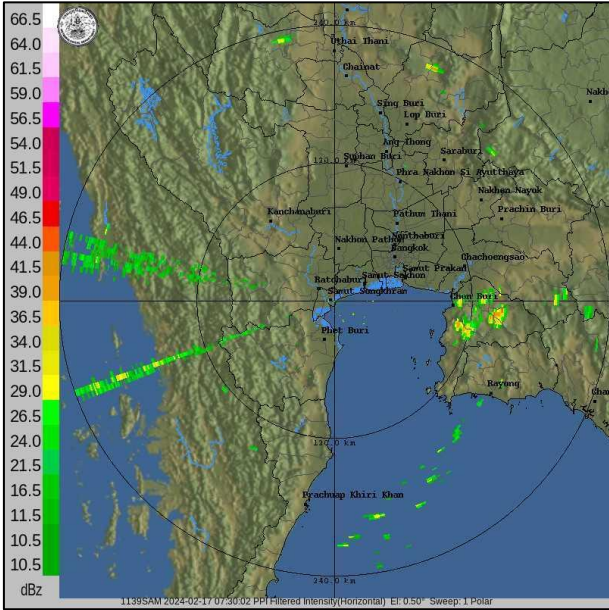 66.5
64.0
61.5
59.0
56.5
54.0
51.5
49.0
46.5
44.0
41.5
39.0
36.5
34.0
31.5
29.0
26.5
24.0
21.5
16.5
11.5
10.5
10.5
dBz
240.0 km
Uthai Thani
Chainat
Nakh
Sing Buri
Lop Buri
Ang Thong
Suphan Buri
Saraburi
120.0 km
Phra Nakhon Si Ayutthaya
Nakhon Nayok
Kanchanaburi
Pathum Thani
Prachin Buri
Nonthaburi
Nakhon Pathom
Bangkok
Chachoengsao
Samut Prakan
Samut Sakhon
Ratchaburi
Samut Songkhram
Chon Buri
Phet Buri
Rayong
Chan
120.0 km
Prachuap Khiri Khan
240.0 km
1139SAM 2024-02-17 07:30:02 PPI Filtered Intensity(Horizontal) El: 0.50° Sweep: 1 Polar